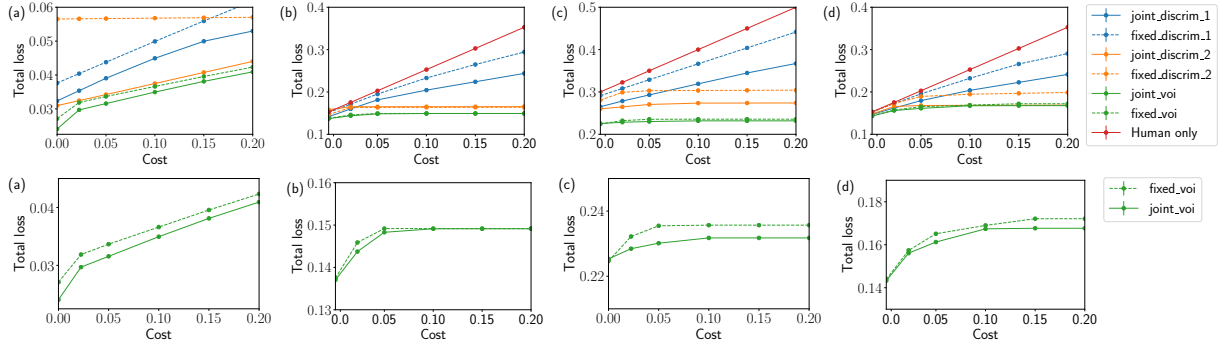 (a)
Total loss
0.06
0.05
0.04
0.03
0.00 0.05 0.10 0.15 0.20
Cost
(b)
Total loss
0.4
0.3
0.2
0.1
0.0 0.05 0.10 0.15 0.20
Cost
(c)
Total loss
0.5
0.4
0.3
0.2
0.0 0.05 0.10 0.15 0.20
Cost
(d)
Total loss
0.4
0.3
0.2
0.1
0.0 0.05 0.10 0.15 0.20
Cost
joint_discrim_1
fixed_discrim_1
joint_discrim_2
fixed_discrim_2
joint_voi
fixed_voi
Human only
(a)
Total loss
0.04
0.03
0.00 0.05 0.10 0.15 0.20
Cost
(b)
Total loss
0.16
0.15
0.14
0.13
0.0 0.05 0.10 0.15 0.20
Cost
(c)
Total loss
0.24
0.22
0.00 0.05 0.10 0.15 0.20
Cost
(d)
Total loss
0.18
0.16
0.14
0.0 0.05 0.10 0.15 0.20
Cost
fixed_voi
joint_voi